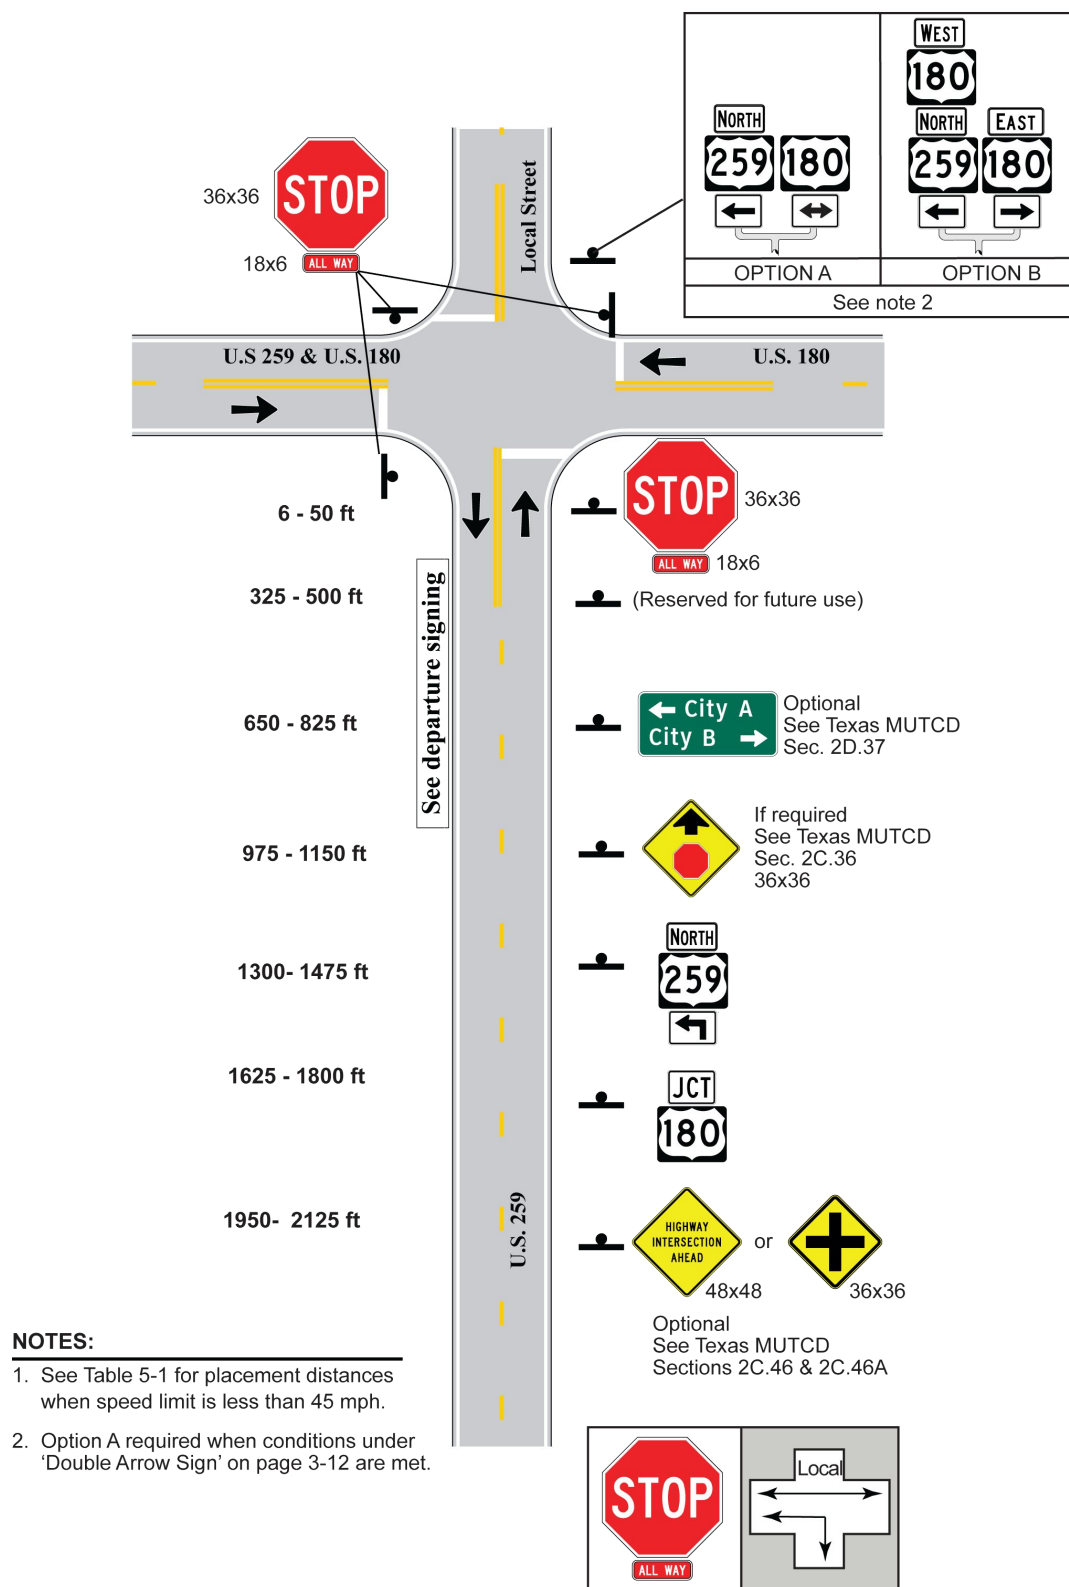 WEST
180
NORTH
259
180
NORTH
259
EAST
180
OPTION A
OPTION B
See note 2
36x36
STOP
18x6
ALL WAY
Local Street
U.S 259 & U.S. 180
U.S. 180
6 - 50 ft
STOP
36x36
ALL WAY
18x6
325 - 500 ft
(Reserved for future use)
See departure signing
650 - 825 ft
City A
City B
Optional
See Texas MUTCD
Sec. 2D.37
975 - 1150 ft
If required
See Texas MUTCD
Sec. 2C.36
36x36
1300- 1475 ft
NORTH
259
1625 - 1800 ft
JCT
180
1950-  2125 ft
U.S. 259
HIGHWAY
INTERSECTION
AHEAD
or
48x48
36x36
Optional
See Texas MUTCD
Sections 2C.46 & 2C.46A
NOTES:
1. See Table 5-1 for placement distances
when speed limit is less than 45 mph.
2. Option A required when conditions under
‘Double Arrow Sign’ on page 3-12 are met.
STOP
ALL WAY
Local